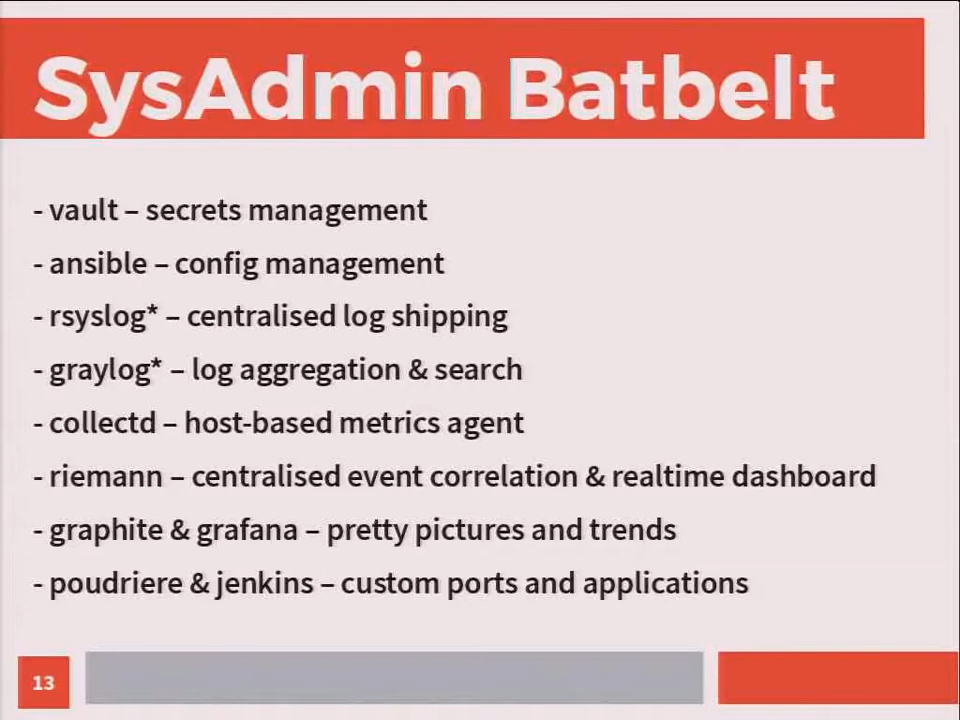 SysAdmin Batbelt
- vault – secrets management
- ansible – config management
- rsyslog* – centralised log shipping
- graylog* – log aggregation & search
- collectd – host-based metrics agent
- riemann – centralised event correlation & realtime dashboard
- graphite & grafana – pretty pictures and trends
- poudriere & jenkins – custom ports and applications
13